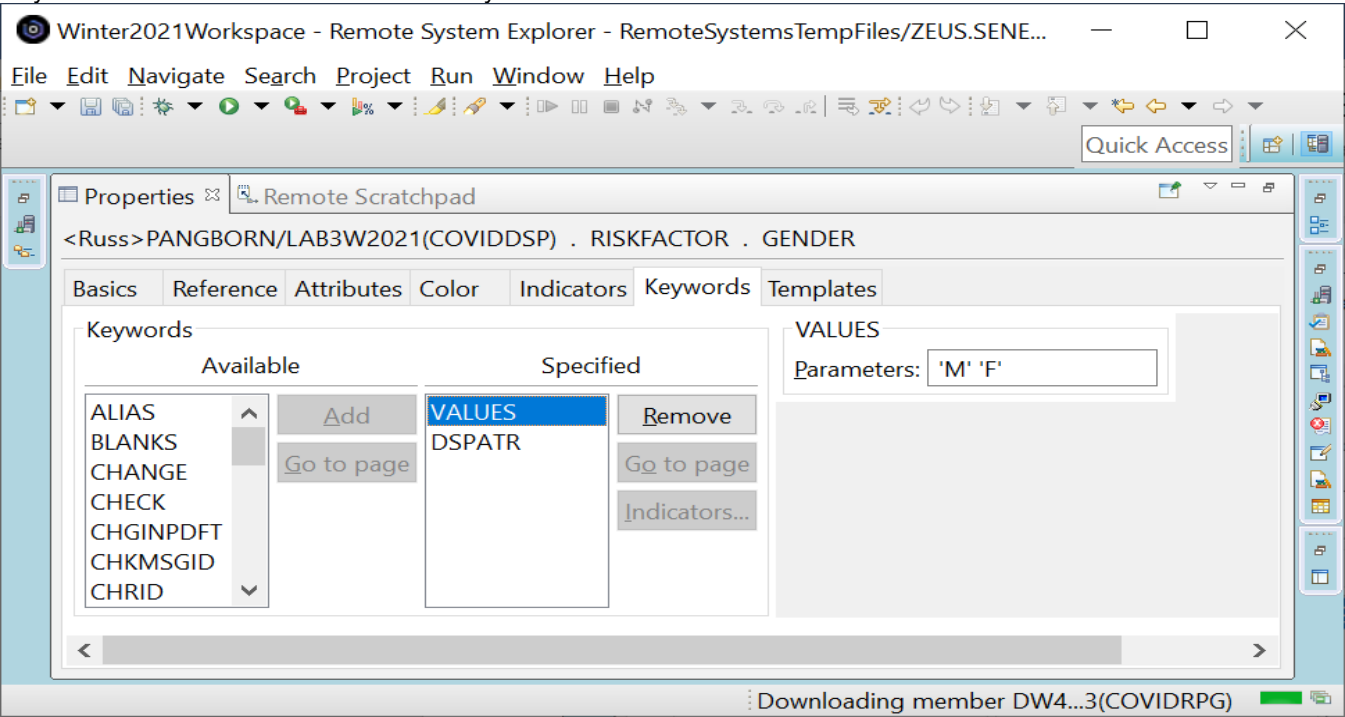 Winter2021Workspace - Remote System Explorer - RemoteSystemsTempFiles/ZEUS.SENE...
File Edit Navigate Search Project Run Window Help
Quick Access
Properties Remote Scratchpad
<Russ>PANGBORN/LAB3W2021(COVIDDSP) . RISKFACTOR . GENDER
Basics Reference Attributes Color Indicators Keywords Templates
Keywords
Available
Specified
ALIAS
BLANKS
CHANGE
CHECK
CHGINPDFT
CHKMSGID
CHRID
Add
Go to page
VALUES
DSPATR
Remove
Go to page
Indicators...
VALUES
Parameters: 'M' 'F'
Downloading member DW4...3(COVIDRPG)